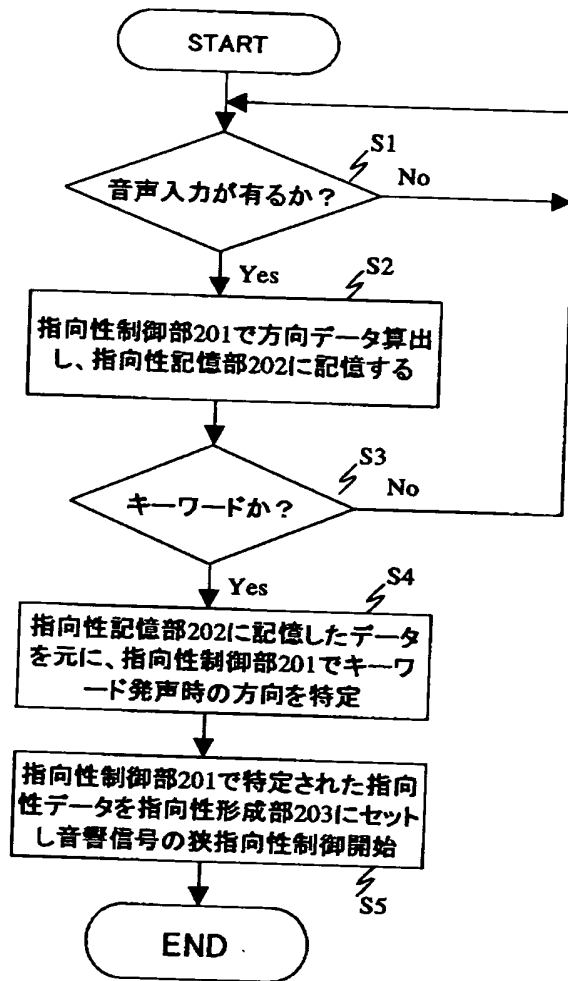 START
S1
音声入力が有るか？
No
Yes
S2
指向性制御部201で方向データ算出
し、指向性記憶部202に記憶する
S3
キーワードか？
No
Yes
S4
指向性記憶部202に記憶したデータ
を元に、指向性制御部201でキーワ
ード発声時の方向を特定
指向性制御部201で特定された指向
性データを指向性形成部203にセット
し音響信号の狭指向性制御開始
S5
END